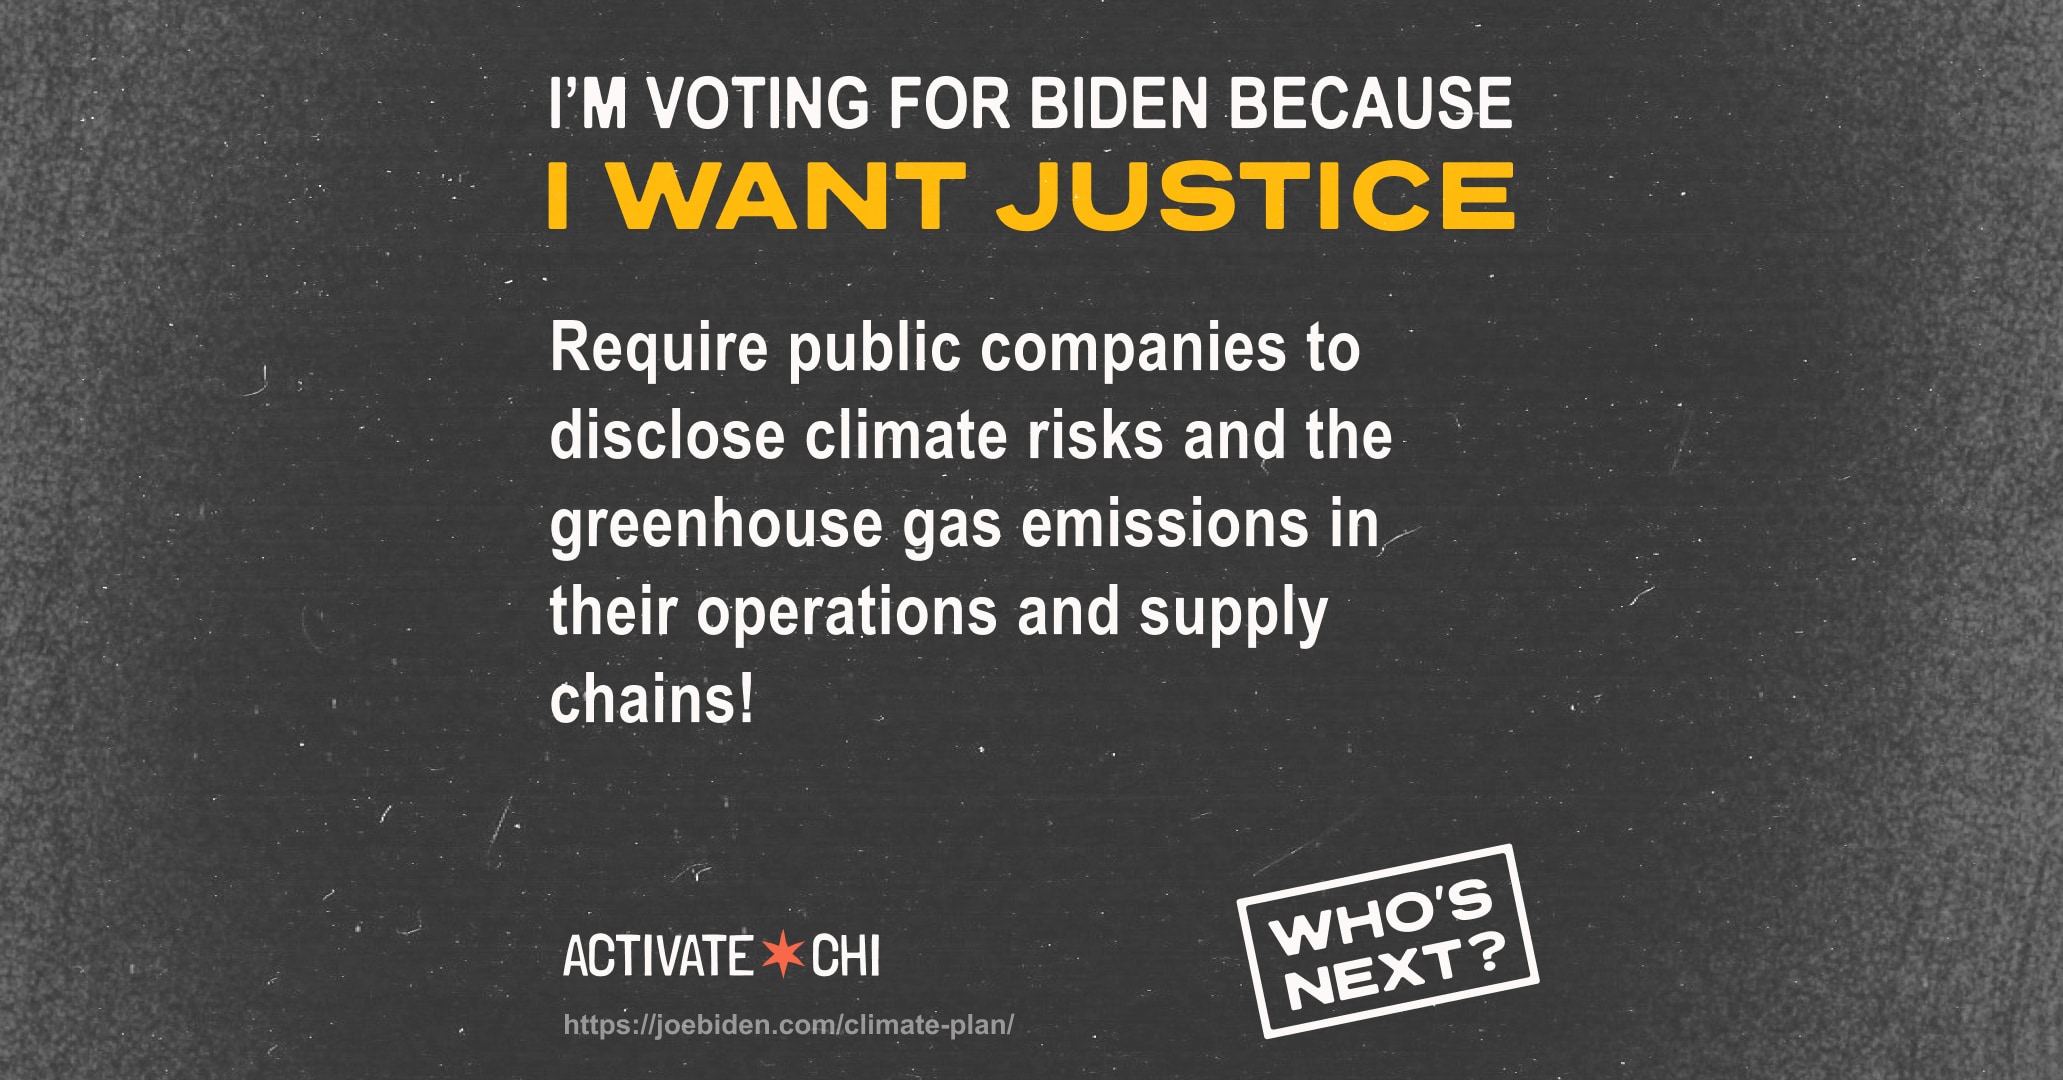 I’M VOTING FOR BIDEN BECAUSE
I WANT JUSTICE
Require public companies to
disclose climate risks and the
greenhouse gas emissions in
their operations and supply
chains!
ACTIVATE CHI
https://joebiden.com/climate-plan/
WHO'S
NEXT?